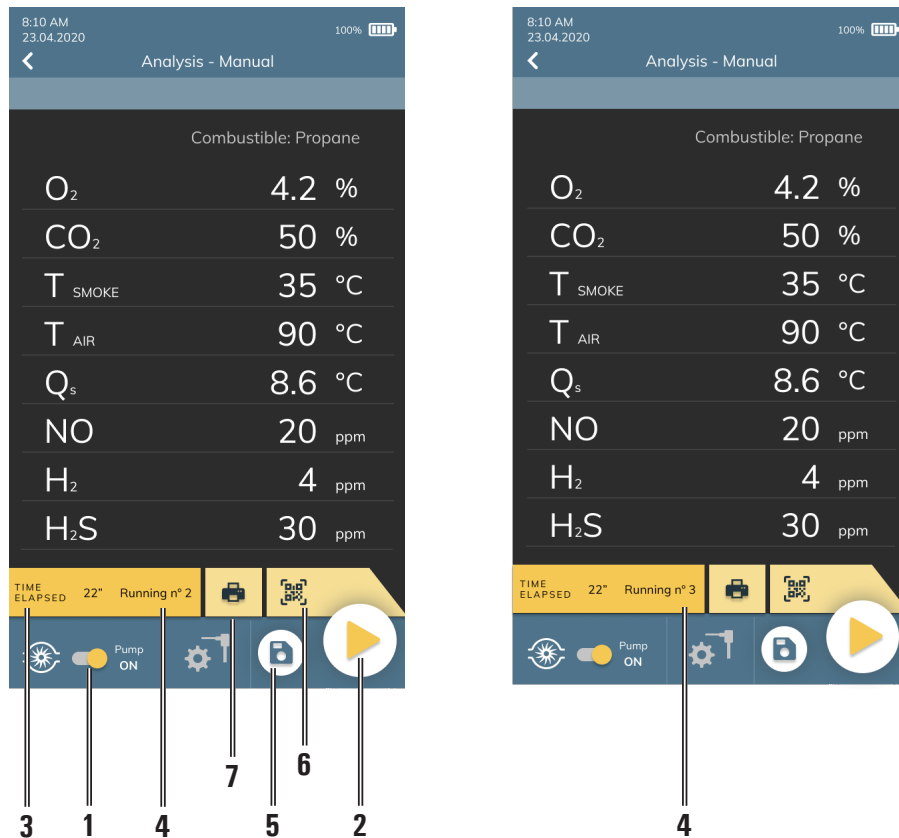 8:10 AM
23.04.2020
100%
Analysis - Manual
Combustible: Propane
O₂ 4.2 %
CO₂ 50 %
T SMOKE 35 °C
T AIR 90 °C
Qs 8.6 °C
NO 20 ppm
H₂ 4 ppm
H₂S 30 ppm
TIME
ELAPSED 22" Running nº 2
Pump
ON
3 1 4 7 5 6 2
8:10 AM
23.04.2020
100%
Analysis - Manual
Combustible: Propane
O₂ 4.2 %
CO₂ 50 %
T SMOKE 35 °C
T AIR 90 °C
Qs 8.6 °C
NO 20 ppm
H₂ 4 ppm
H₂S 30 ppm
TIME
ELAPSED 22" Running nº 3
Pump
ON
4